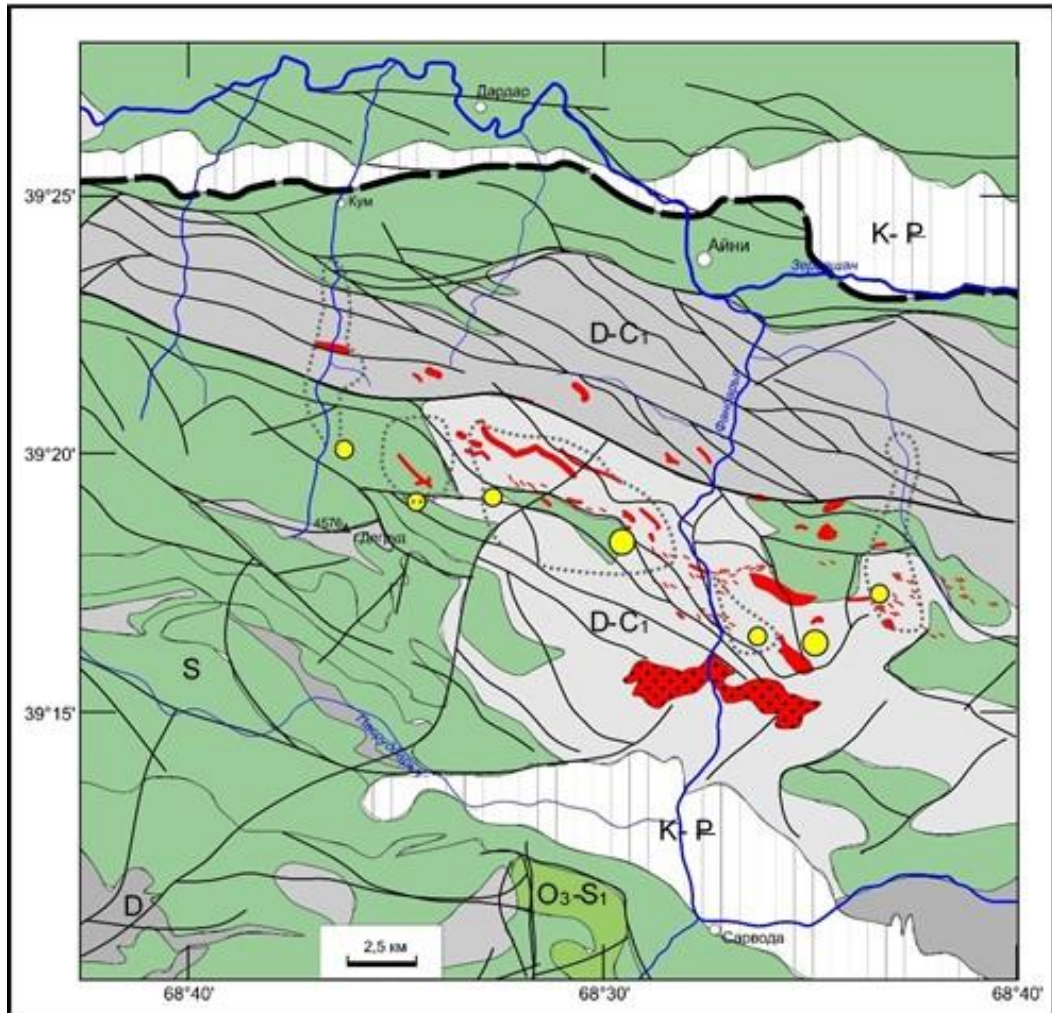 Дардар
39°25'
Кум
K-P
Айни
Зеравшан
D-C1
Фандарья
39°20'
4576
D-C1
S
39°15'
K-P
O3-S1
D
2,5 км
Сарвода
68°40'
68°30'
68°40'